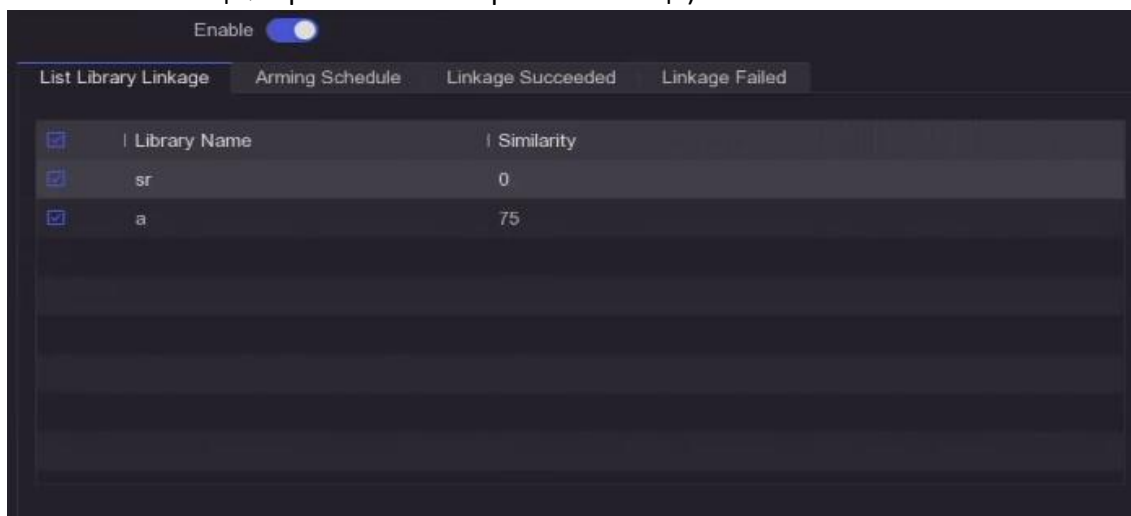 Enable
List Library Linkage Arming Schedule Linkage Succeeded Linkage Failed
Library Name Similarity
sr 0
a 75